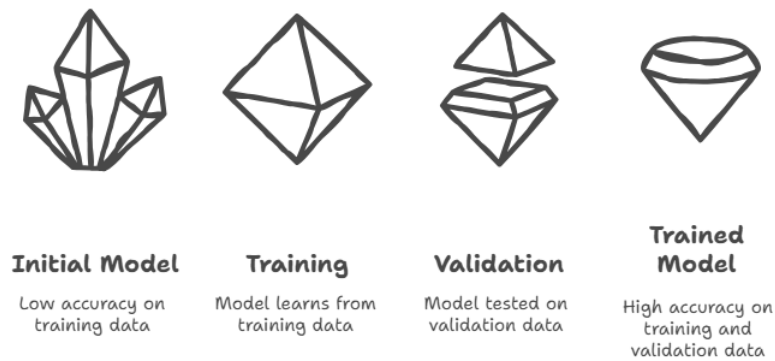 Initial Model
Low accuracy on
training data
Training
Model learns from
training data
Validation
Model tested on
validation data
Trained
Model
High accuracy on
training and
validation data